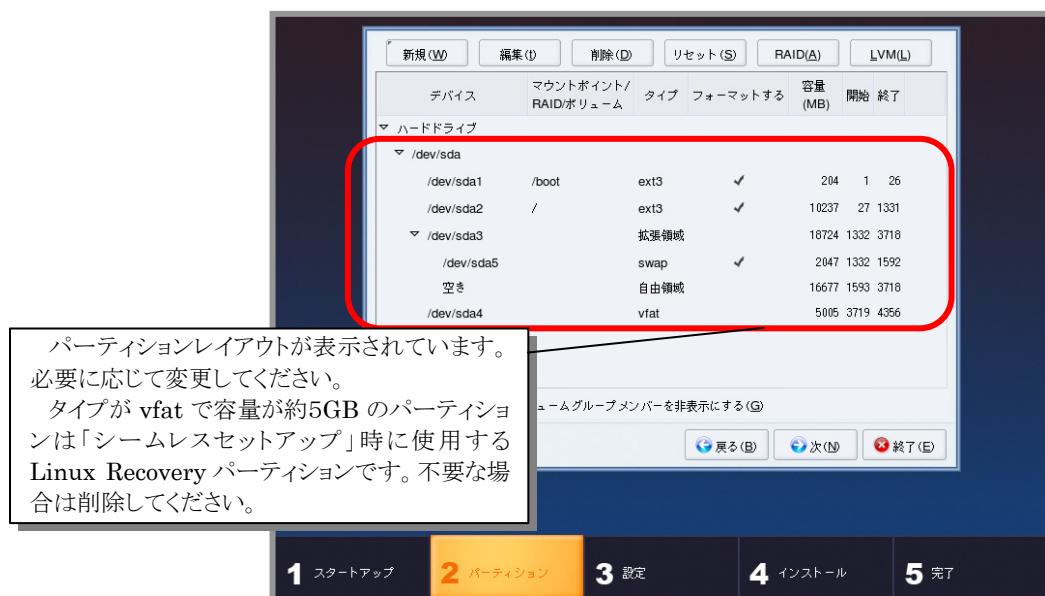 新規(W) 編集(I) 削除(D) リセット(S) RAID(A) LVM(L)
デバイス マウントポイント/RAID/ボリューム タイプ フォーマットする 容量(MB) 開始 終了
ハードドライブ
/dev/sda
/dev/sda1 /boot ext3 ✓ 204 1 26
/dev/sda2 / ext3 ✓ 10237 27 1331
/dev/sda3 拡張領域 18724 1332 3718
/dev/sda5 swap ✓ 2047 1332 1592
空き 自由領域 16677 1593 3718
/dev/sda4 vfat 5005 3719 4356
パーティションレイアウトが表示されています。
必要に応じて変更してください。
タイプが vfat で容量が約5GB のパーティショ
ンは「シームレスセットアップ」時に使用する
Linux Recovery パーティションです。不要な場
合は削除してください。
ュームグループメンバーを非表示にする(G)
戻る(B) 次(N) 終了(E)
1 スタートアップ 2 パーティション 3 設定 4 インストール 5 完了